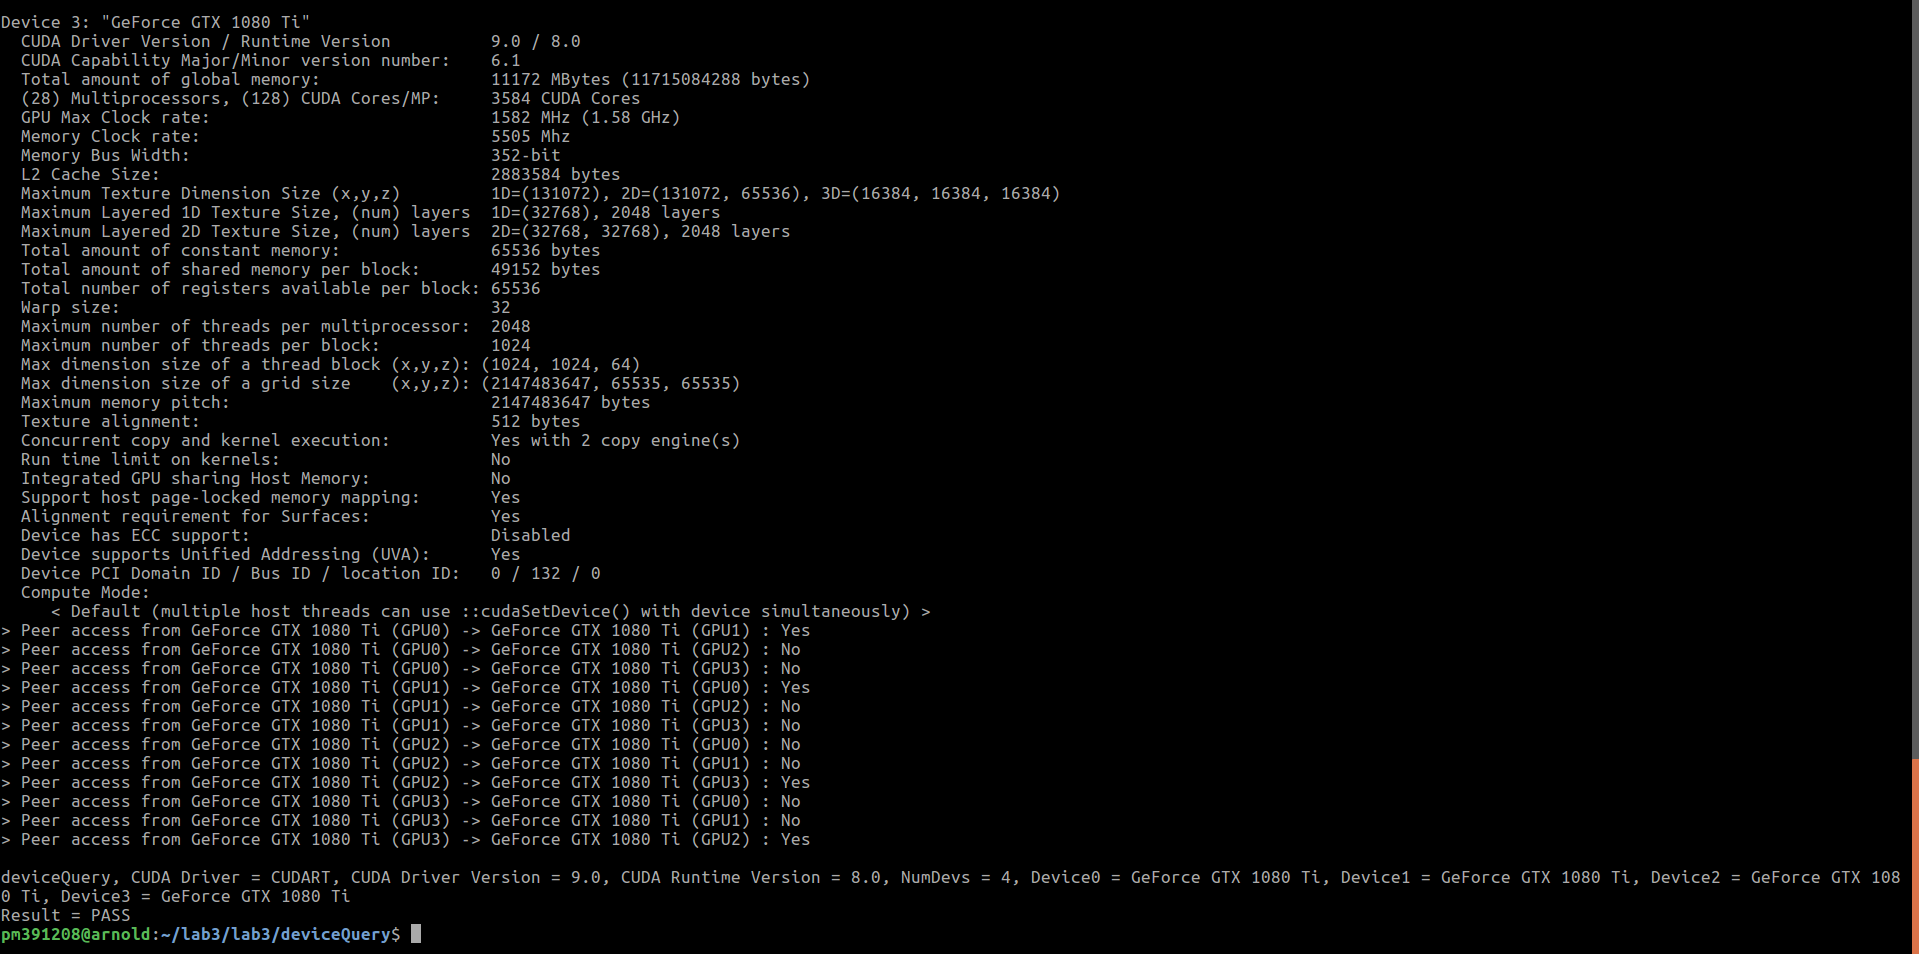 Device 3: "GeForce GTX 1080 Ti"
  CUDA Driver Version / Runtime Version          9.0 / 8.0
  CUDA Capability Major/Minor version number:    6.1
  Total amount of global memory:                 11172 MBytes (11715084288 bytes)
  (28) Multiprocessors, (128) CUDA Cores/MP:     3584 CUDA Cores
  GPU Max Clock rate:                            1582 MHz (1.58 GHz)
  Memory Clock rate:                             5505 Mhz
  Memory Bus Width:                              352-bit
  L2 Cache Size:                                 2883584 bytes
  Maximum Texture Dimension Size (x,y,z)         1D=(131072), 2D=(131072, 65536), 3D=(16384, 16384, 16384)
  Maximum Layered 1D Texture Size, (num) layers  1D=(32768), 2048 layers
  Maximum Layered 2D Texture Size, (num) layers  2D=(32768, 32768), 2048 layers
  Total amount of constant memory:               65536 bytes
  Total amount of shared memory per block:       49152 bytes
  Total number of registers available per block: 65536
  Warp size:                                     32
  Maximum number of threads per multiprocessor:  2048
  Maximum number of threads per block:           1024
  Max dimension size of a thread block (x,y,z): (1024, 1024, 64)
  Max dimension size of a grid size    (x,y,z): (2147483647, 65535, 65535)
  Maximum memory pitch:                          2147483647 bytes
  Texture alignment:                             512 bytes
  Concurrent copy and kernel execution:          Yes with 2 copy engine(s)
  Run time limit on kernels:                     No
  Integrated GPU sharing Host Memory:            No
  Support host page-locked memory mapping:       Yes
  Alignment requirement for Surfaces:            Yes
  Device has ECC support:                        Disabled
  Device supports Unified Addressing (UVA):      Yes
  Device PCI Domain ID / Bus ID / location ID:   0 / 132 / 0
  Compute Mode:
     < Default (multiple host threads can use ::cudaSetDevice() with device simultaneously) >
> Peer access from GeForce GTX 1080 Ti (GPU0) -> GeForce GTX 1080 Ti (GPU1) : Yes
> Peer access from GeForce GTX 1080 Ti (GPU0) -> GeForce GTX 1080 Ti (GPU2) : No
> Peer access from GeForce GTX 1080 Ti (GPU0) -> GeForce GTX 1080 Ti (GPU3) : No
> Peer access from GeForce GTX 1080 Ti (GPU1) -> GeForce GTX 1080 Ti (GPU0) : Yes
> Peer access from GeForce GTX 1080 Ti (GPU1) -> GeForce GTX 1080 Ti (GPU2) : No
> Peer access from GeForce GTX 1080 Ti (GPU1) -> GeForce GTX 1080 Ti (GPU3) : No
> Peer access from GeForce GTX 1080 Ti (GPU2) -> GeForce GTX 1080 Ti (GPU0) : No
> Peer access from GeForce GTX 1080 Ti (GPU2) -> GeForce GTX 1080 Ti (GPU1) : No
> Peer access from GeForce GTX 1080 Ti (GPU2) -> GeForce GTX 1080 Ti (GPU3) : Yes
> Peer access from GeForce GTX 1080 Ti (GPU3) -> GeForce GTX 1080 Ti (GPU0) : No
> Peer access from GeForce GTX 1080 Ti (GPU3) -> GeForce GTX 1080 Ti (GPU1) : No
> Peer access from GeForce GTX 1080 Ti (GPU3) -> GeForce GTX 1080 Ti (GPU2) : Yes

deviceQuery, CUDA Driver = CUDART, CUDA Driver Version = 9.0, CUDA Runtime Version = 8.0, NumDevs = 4, Device0 = GeForce GTX 1080 Ti, Device1 = GeForce GTX 1080 Ti, Device2 = GeForce GTX 108
0 Ti, Device3 = GeForce GTX 1080 Ti
Result = PASS
pm391208@arnold:~/lab3/lab3/deviceQuery$